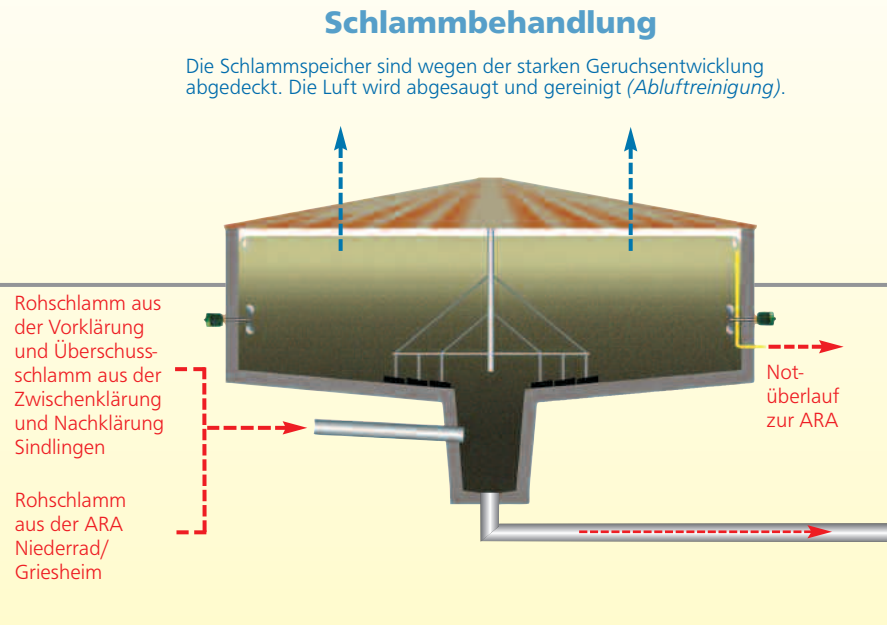 Schlammbehandlung
Die Schlammspeicher sind wegen der starken Geruchsentwicklung
abgedeckt. Die Luft wird abgesaugt und gereinigt (Abluftreinigung).
Rohschlamm aus
der Vorklärung
und Überschuss-
schlamm aus der
Zwischenklärung
und Nachklärung
Sindlingen
Rohschlamm
aus der ARA
Niederrad/
Griesheim
Not-
überlauf
zur ARA